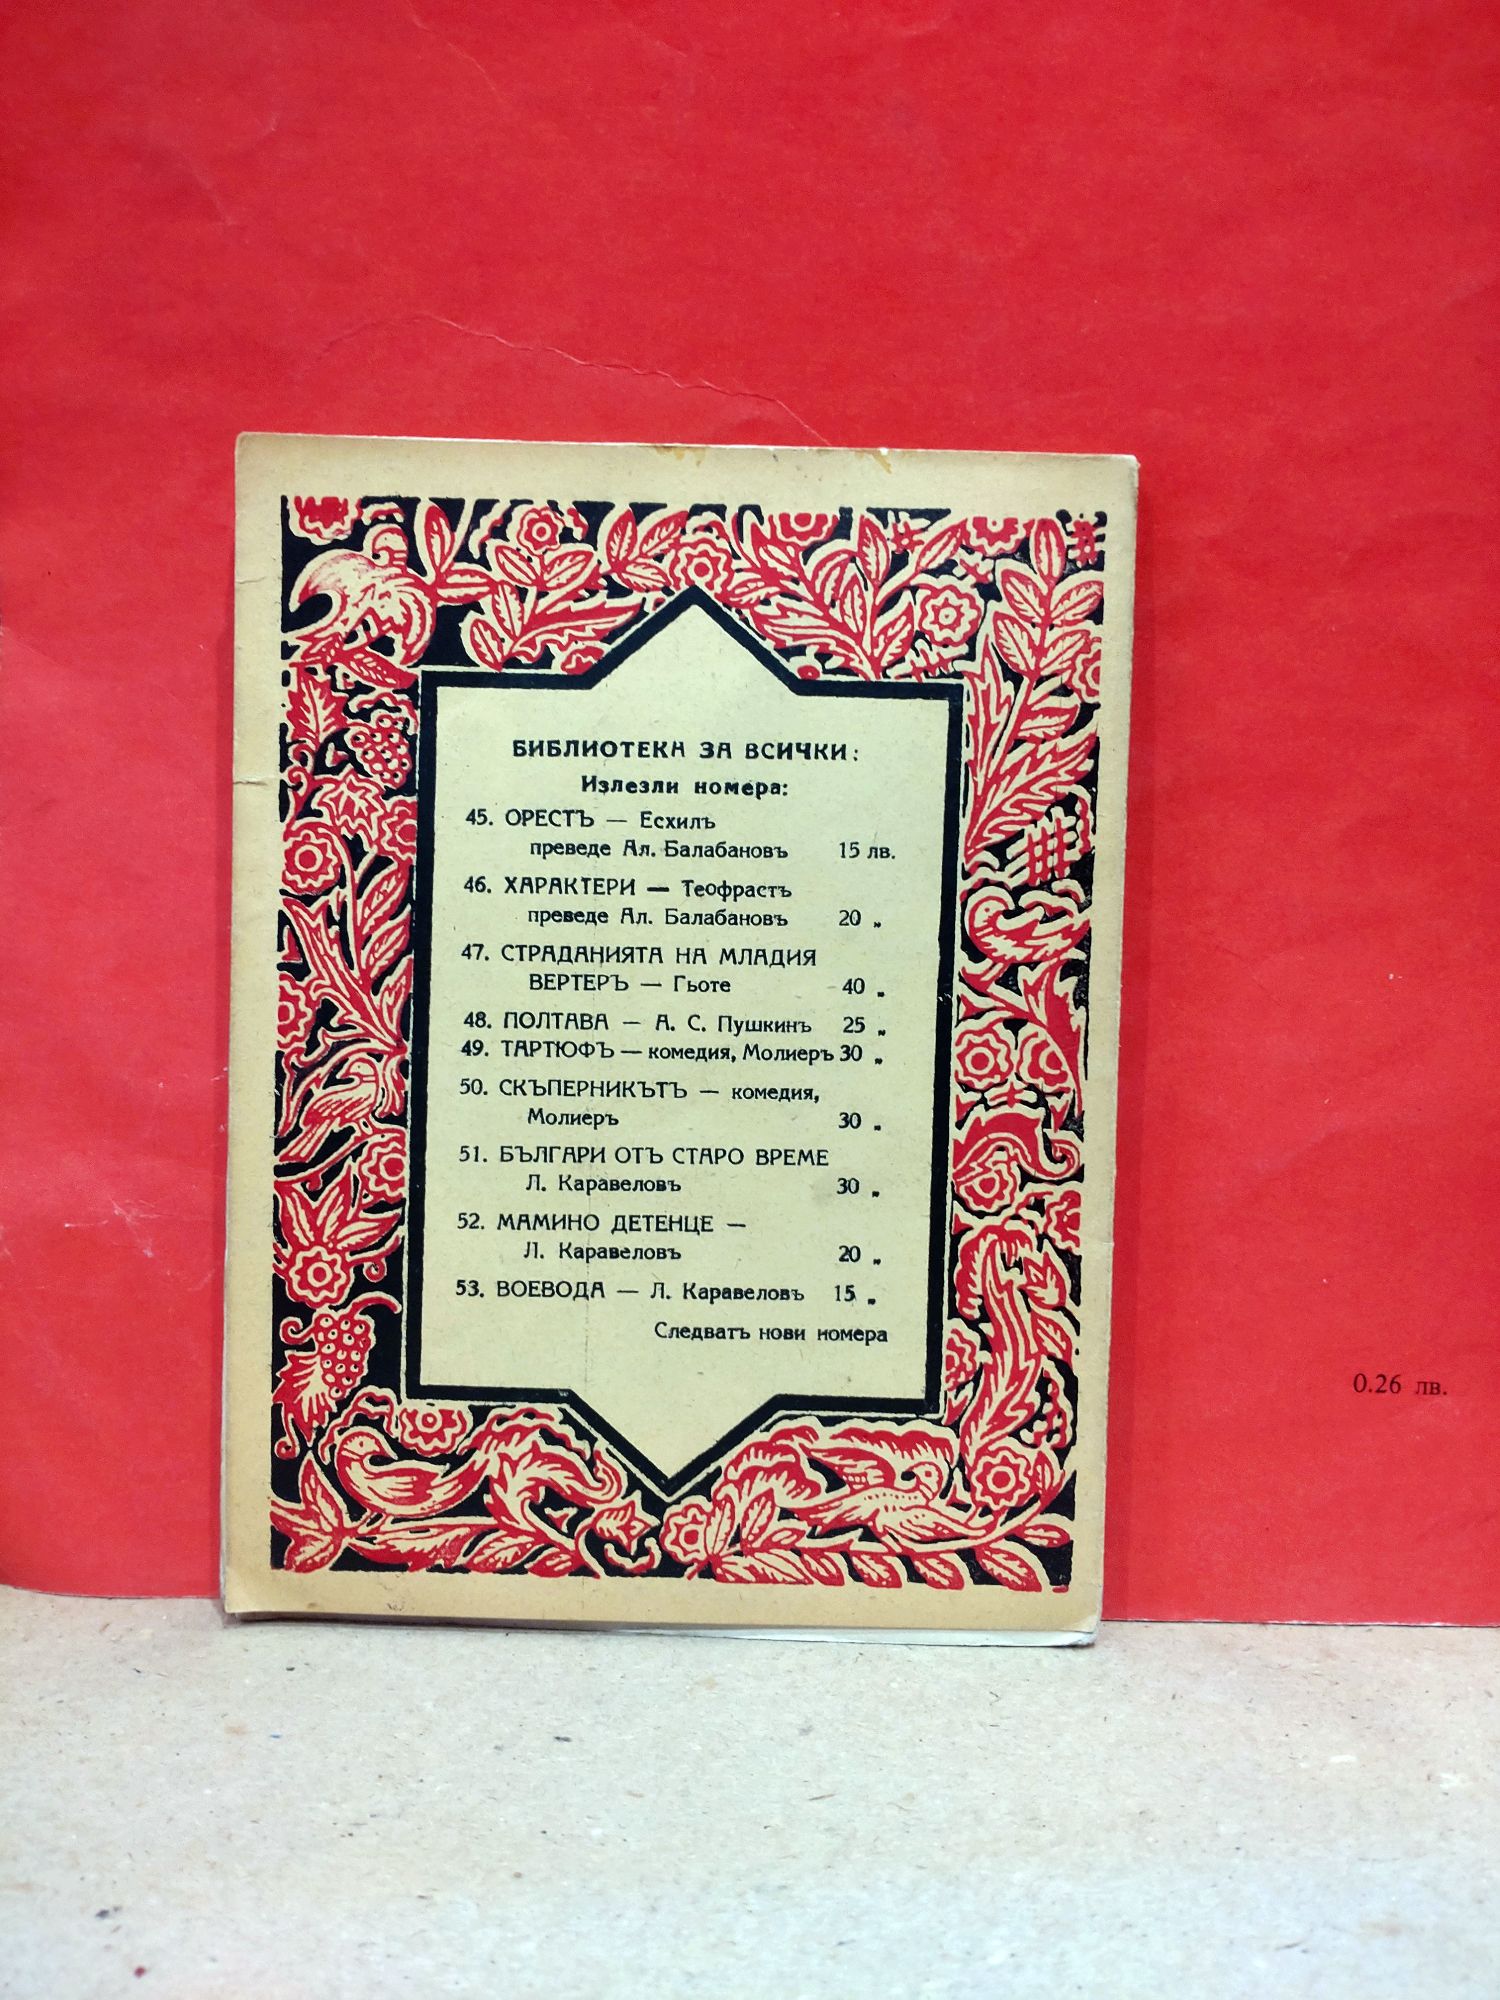 БИБЛИОТЕКА ЗА ВСИЧКИ:
Излезли номера:
45. ОРЕСТЪ — Есхилъ
преведе Ал. Балабановъ 15 лв.
46. ХАРАКТЕРИ — Теофрастъ
преведе Ал. Балабановъ 20 „
47. СТРАДАНИЯТА НА МЛАДИЯ
ВЕРТЕРЪ — Гьоте 40 „
48. ПОЛТАВА — А. С. Пушкинъ 25 „
49. ТАРТЮФЪ — комедия, Молиеръ 30 „
50. СКЪПЕРНИКЪТЪ — комедия,
Молиеръ 30 „
51. БЪЛГАРИ ОТЪ СТАРО ВРЕМЕ
Л. Каравеловъ 30 „
52. МАМИНО ДЕТЕНЦЕ —
Л. Каравеловъ 20 „
53. ВОЕВОДА — Л. Каравеловъ 15 „
Следватъ нови номера
0.26 лв.